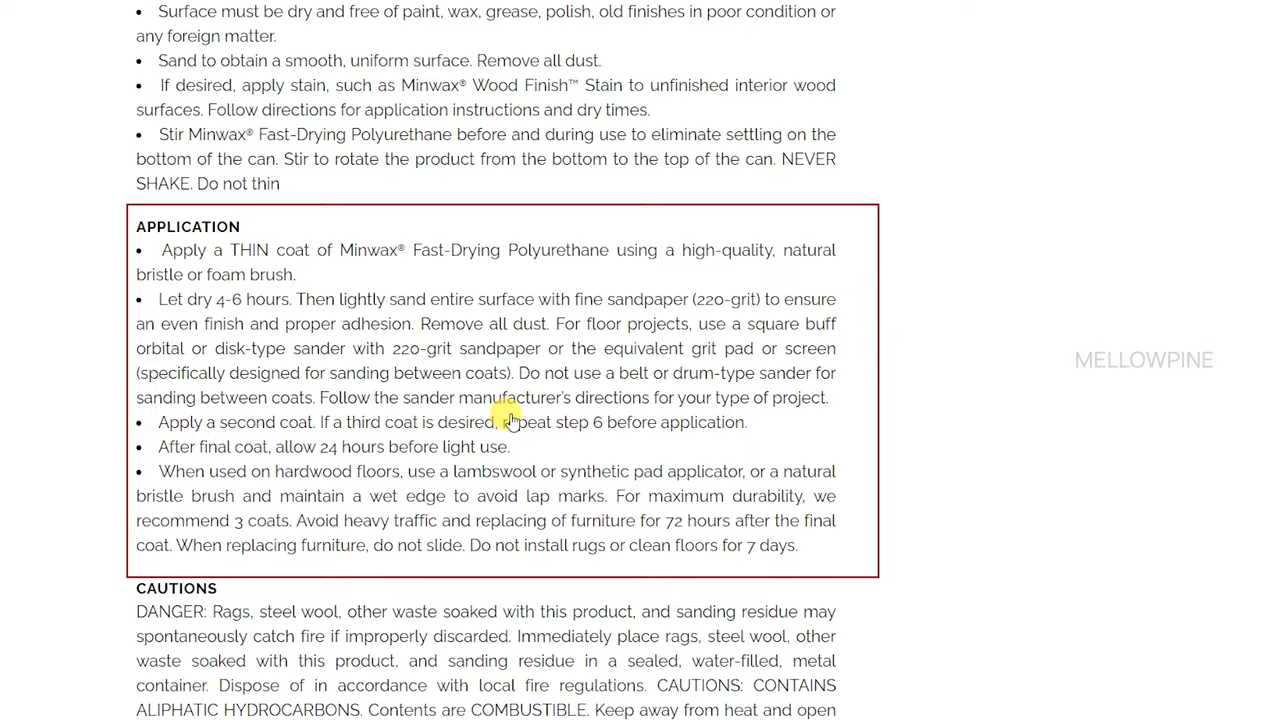 • Surface must be dry and free of paint, wax, grease, polish, old finishes in poor condition or
any foreign matter.
• Sand to obtain a smooth, uniform surface. Remove all dust.
• If desired, apply stain, such as Minwax® Wood Finish™ Stain to unfinished interior wood
surfaces. Follow directions for application instructions and dry times.
• Stir Minwax® Fast-Drying Polyurethane before and during use to eliminate settling on the
bottom of the can. Stir to rotate the product from the bottom to the top of the can. NEVER
SHAKE. Do not thin
APPLICATION
• Apply a THIN coat of Minwax® Fast-Drying Polyurethane using a high-quality, natural
bristle or foam brush.
• Let dry 4-6 hours. Then lightly sand entire surface with fine sandpaper (220-grit) to ensure
an even finish and proper adhesion. Remove all dust. For floor projects, use a square buff
orbital or disk-type sander with 220-grit sandpaper or the equivalent grit pad or screen
(specifically designed for sanding between coats). Do not use a belt or drum-type sander for
sanding between coats. Follow the sander manufacturer's directions for your type of project.
• Apply a second coat. If a third coat is desired, repeat step 6 before application.
• After final coat, allow 24 hours before light use.
• When used on hardwood floors, use a lambswool or synthetic pad applicator, or a natural
bristle brush and maintain a wet edge to avoid lap marks. For maximum durability, we
recommend 3 coats. Avoid heavy traffic and replacing of furniture for 72 hours after the final
coat. When replacing furniture, do not slide. Do not install rugs or clean floors for 7 days.
CAUTIONS
DANGER: Rags, steel wool, other waste soaked with this product, and sanding residue may
spontaneously catch fire if improperly discarded. Immediately place rags, steel wool, other
waste soaked with this product, and sanding residue in a sealed, water-filled, metal
container. Dispose of in accordance with local fire regulations. CAUTIONS: CONTAINS
ALIPHATIC HYDROCARBONS. Contents are COMBUSTIBLE. Keep away from heat and open
MELLOWPINE